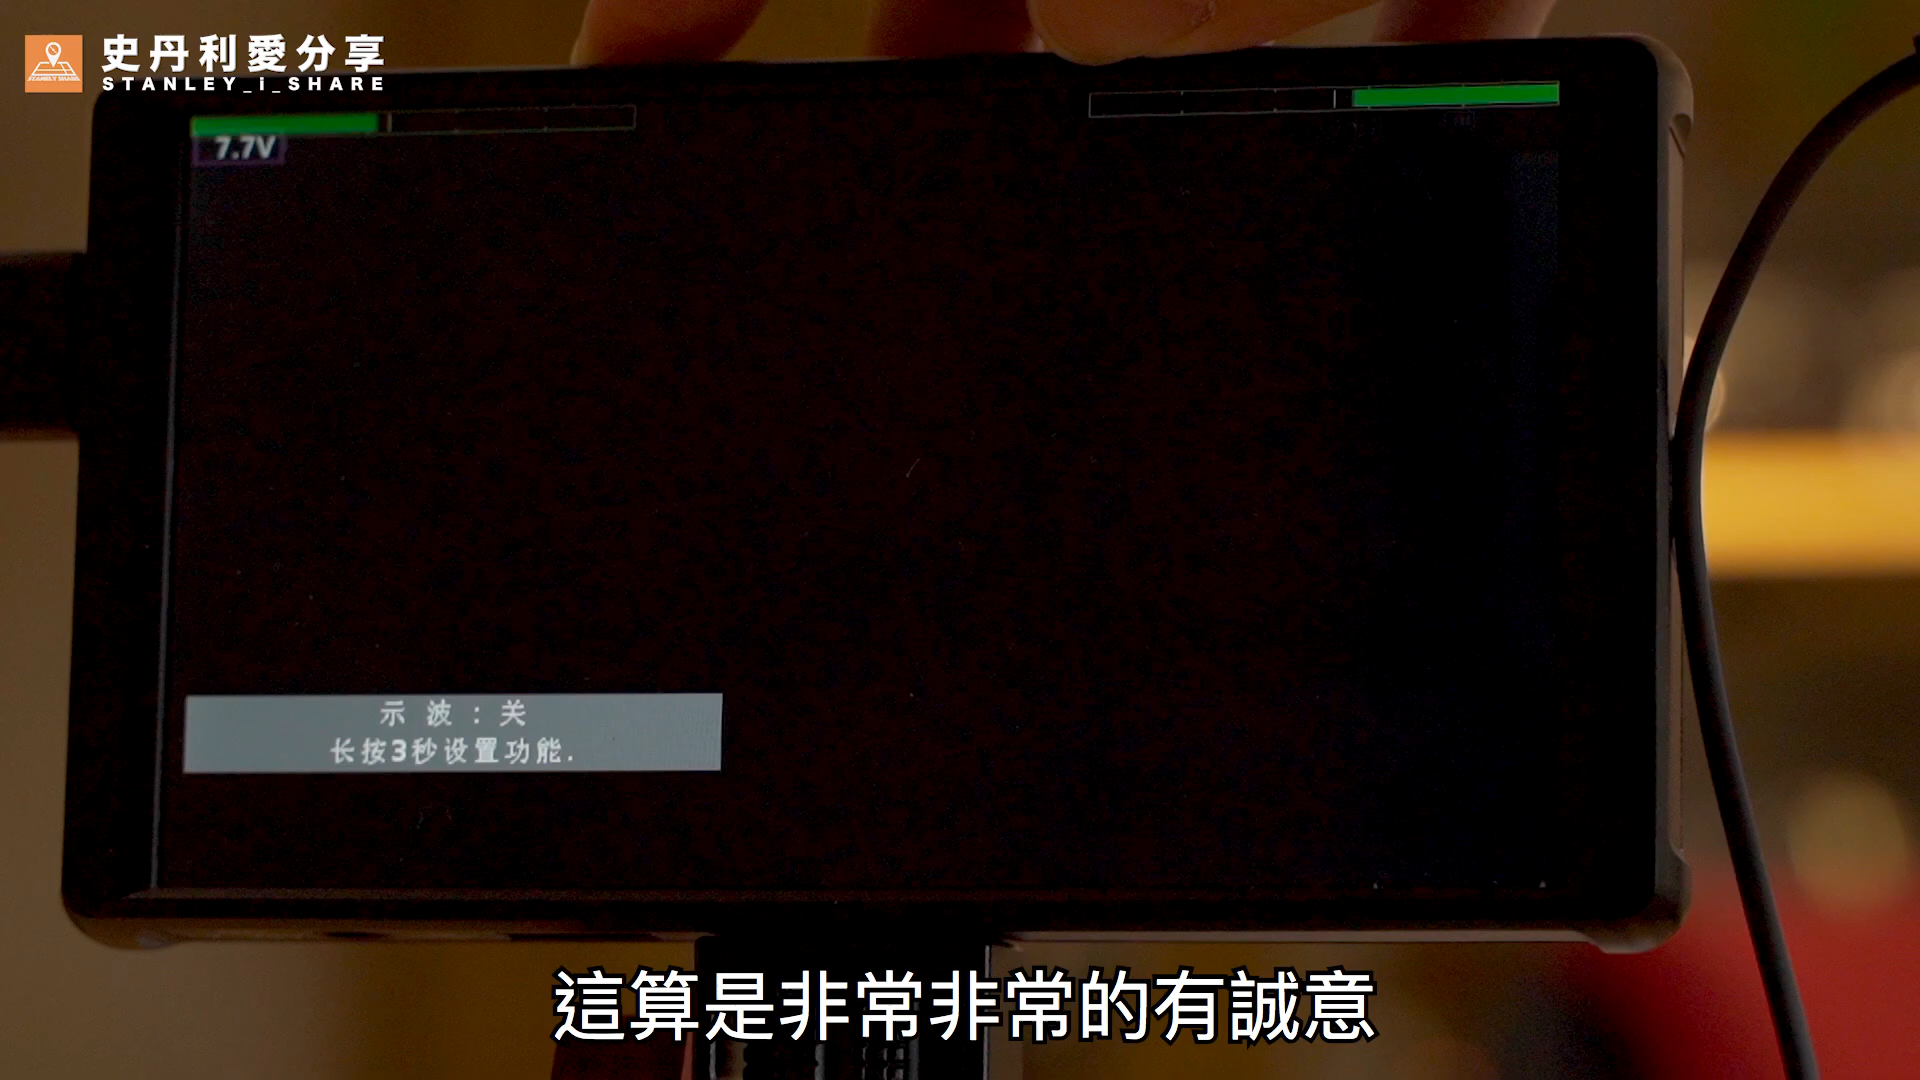 史丹利愛分享
STANLEY_i_SHARE
7.7V
示波:关
长按3秒设置功能.
這算是非常非常的有誠意